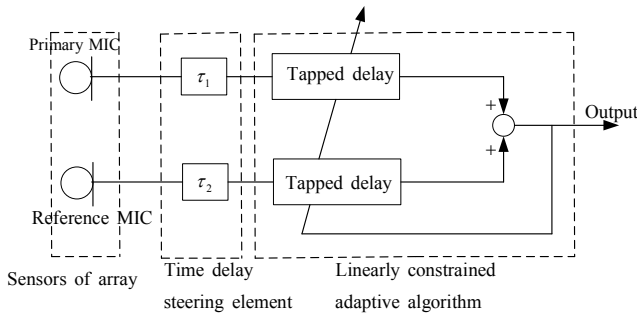 Primary MIC
τ1
Tapped delay
+
Output
+
τ2
Tapped delay
Reference MIC
Sensors of array
Time delay
steering element
Linearly constrained
adaptive algorithm